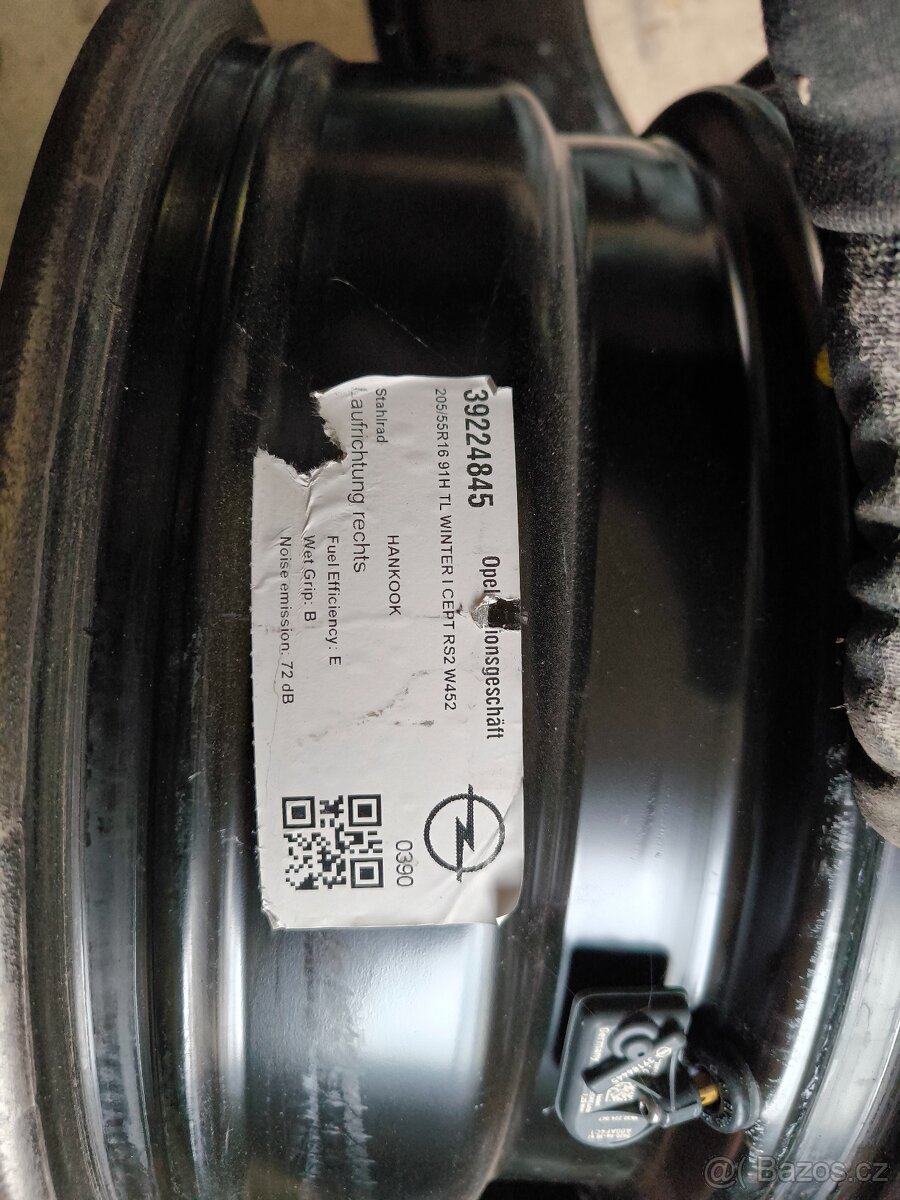 39224845
Opel
ionsgeschäft
205/55R16 91H TL WINTER I CEPT RS2 W452
HANKOOK
Stahlrad
Laufrichtung rechts
Fuel Efficiency: E
Wet Grip: B
Noise emission: 72 dB
0390
Germany
@ Bazos.cz